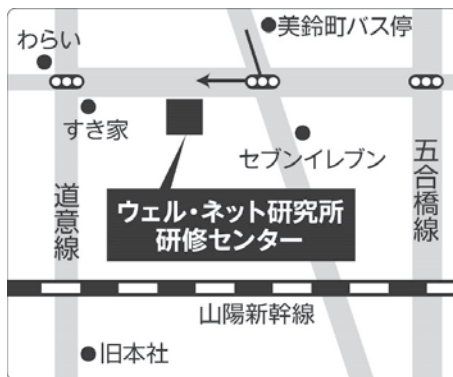 美鈴町バス停
わらい
すき家
セブンイレブン
五合橋線
道意線
ウェル・ネット研究所
研修センター
山陽新幹線
旧本社